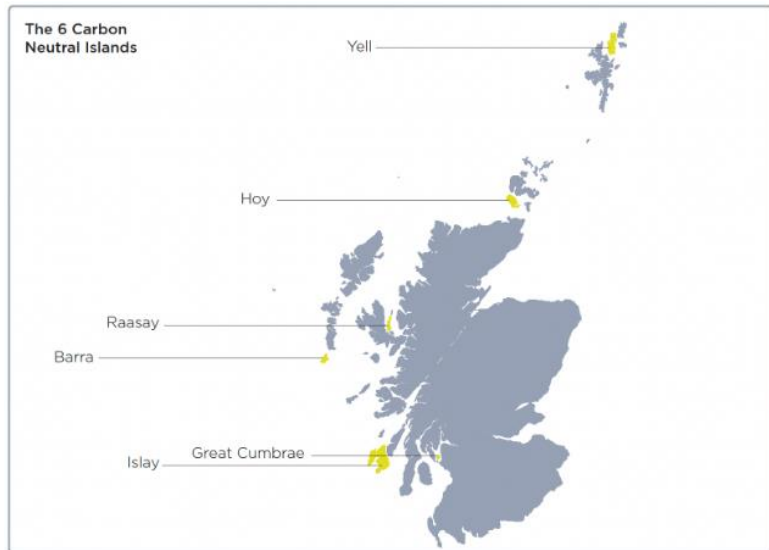 The 6 Carbon
Neutral Islands
Yell
Hoy
Raasay
Barra
Great Cumbrae
Islay